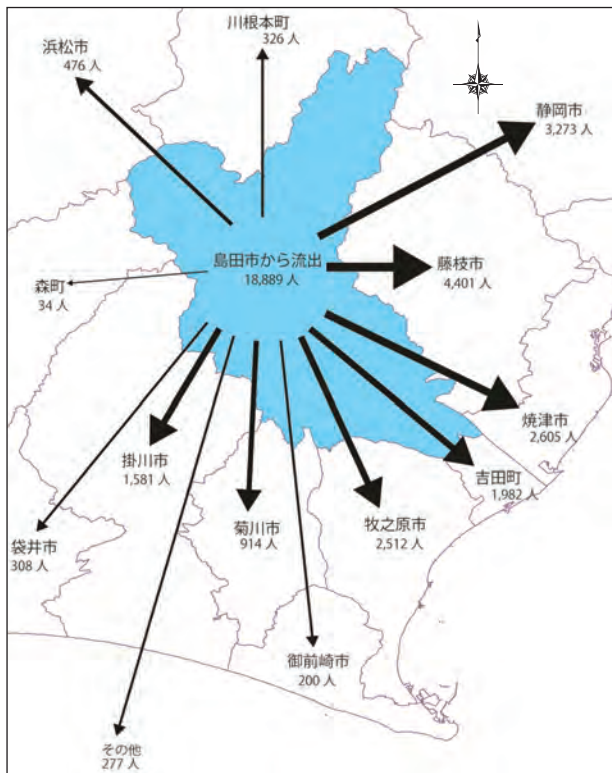 川根本町
326 人
浜松市
476 人
静岡市
3,273 人
島田市から流出
18,889 人
藤枝市
4,401 人
森町
34 人
焼津市
2,605 人
吉田町
1,982 人
掛川市
1,581 人
牧之原市
2,512 人
菊川市
914 人
袋井市
308 人
御前崎市
200 人
その他
277 人